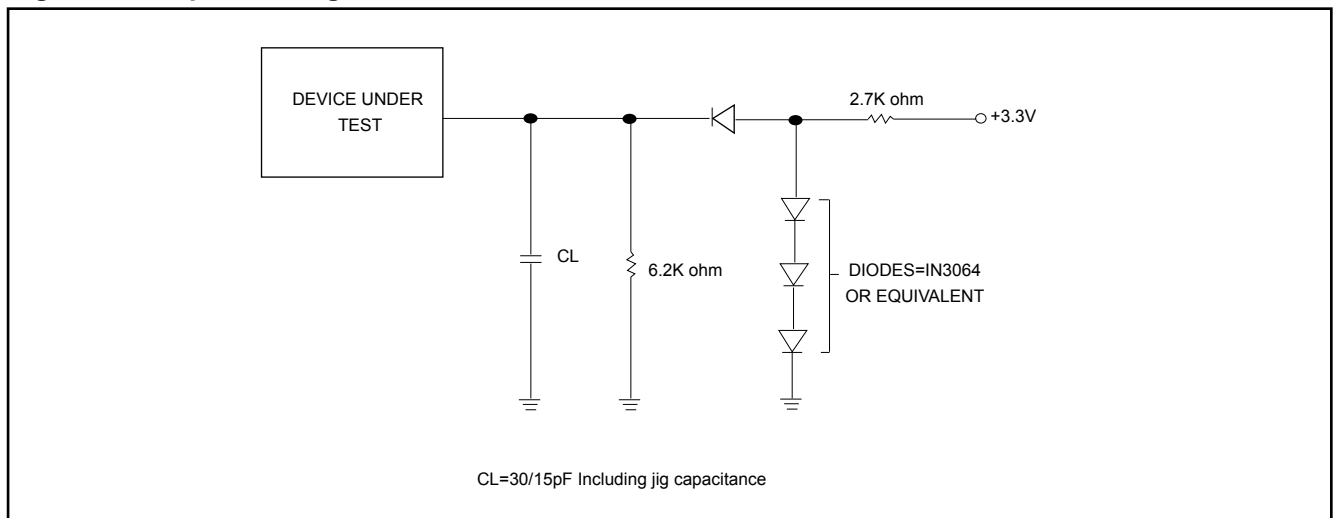 DEVICE UNDER
TEST
2.7K ohm
+3.3V
CL
6.2K ohm
DIODES=IN3064
OR EQUIVALENT
CL=30/15pF Including jig capacitance